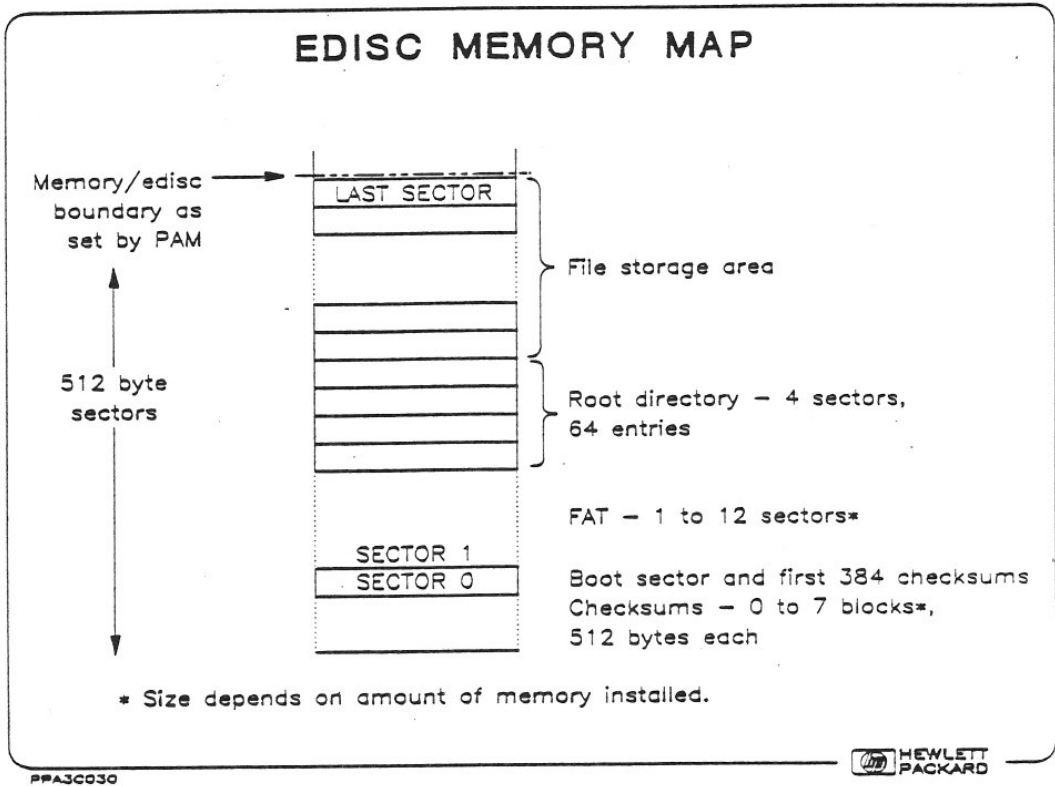 EDISC MEMORY MAP
Memory/edisc
boundary as
set by PAM
LAST SECTOR
File storage area
512 byte
sectors
Root directory – 4 sectors,
64 entries
FAT – 1 to 12 sectors*
SECTOR 1
SECTOR 0
Boot sector and first 384 checksums
Checksums – 0 to 7 blocks*,
512 bytes each
* Size depends on amount of memory installed.
PPA3C030
hp
HEWLETT
PACKARD